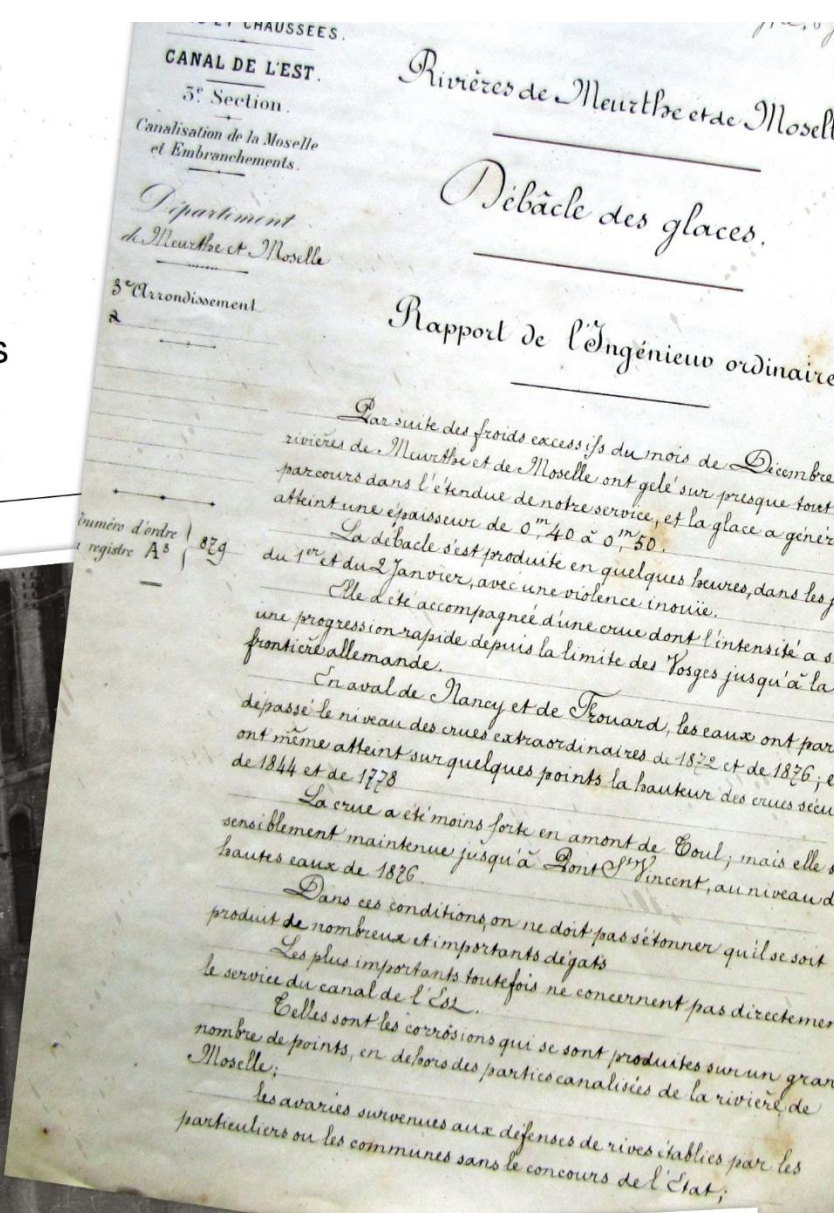 ET CHAUSSÉES.
CANAL DE L'EST.
3e Section.
Canalisation de la Moselle
et Embranchements.
Département
de Meurthe et Moselle
3e Arrondissement
Numéro d'ordre
registre A3 879
s
Rivières de Meurthe et de Moselle
Débâcle des glaces.
Rapport de l'Ingénieur ordinaire
Par suite des froids excessifs du mois de Décembre
rivières de Meurthe et de Moselle ont gelé sur presque tout
parcours dans l'étendue de notre service, et la glace a génér
atteint une épaisseur de 0,m40 à 0,m50.
La débacle s'est produite en quelques heures, dans les j
du 1er et du 2 Janvier, avec une violence inouïe.
Elle a été accompagnée d'une crue dont l'intensité a s
une progression rapide depuis la limite des Vosges jusqu'à la
frontière allemande.
En aval de Nancy et de Frouard, les eaux ont par
dépassé le niveau des crues extraordinaires de 1872 et de 1876; e
ont même atteint sur quelques points la hauteur des crues sécu
de 1844 et de 1778
La crue a été moins forte en amont de Toul; mais elle s
sensiblement maintenue jusqu'à Pont St Vincent, au niveau d
hautes eaux de 1876.
Dans ces conditions, on ne doit pas s'étonner qu'il se soit
produit de nombreux et importants dégats
Les plus importants toutefois ne concernent pas directemen
le service du canal de l'Est.
Telles sont les corrosions qui se sont produites sur un gran
nombre de points, en dehors des parties canalisées de la rivière de
Moselle;
les avaries survenues aux défenses de rives établies par les
particuliers ou les communes sans le concours de l'Etat;